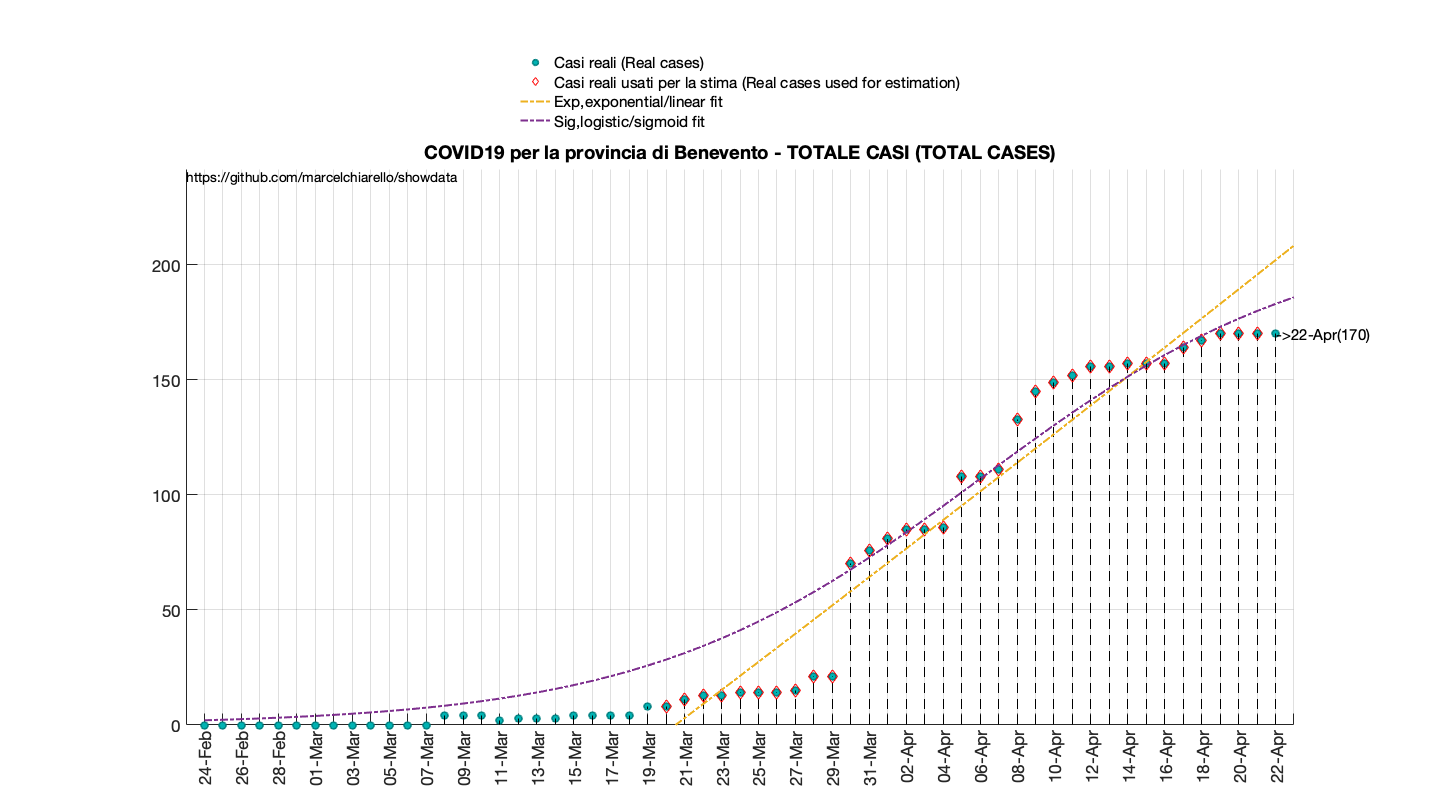 Casi reali (Real cases)
Casi reali usati per la stima (Real cases used for estimation)
Exp,exponential/linear fit
Sig,logistic/sigmoid fit
COVID19 per la provincia di Benevento - TOTALE CASI (TOTAL CASES)
https://github.com/marcelchiarello/showdata
200
150
100
50
0
->22-Apr(170)
24-Feb
26-Feb
28-Feb
01-Mar
03-Mar
05-Mar
07-Mar
09-Mar
11-Mar
13-Mar
15-Mar
17-Mar
19-Mar
21-Mar
23-Mar
25-Mar
27-Mar
29-Mar
31-Mar
02-Apr
04-Apr
06-Apr
08-Apr
10-Apr
12-Apr
14-Apr
16-Apr
18-Apr
20-Apr
22-Apr